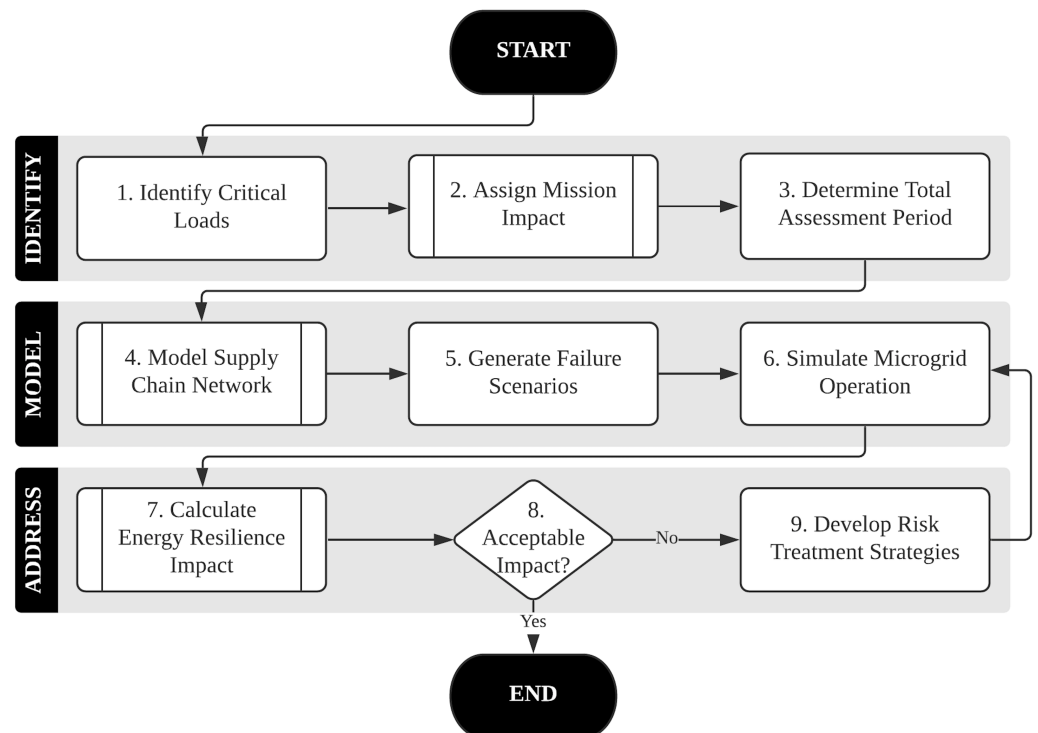 START
IDENTIFY
1. Identify Critical
Loads
2. Assign Mission
Impact
3. Determine Total
Assessment Period
MODEL
4. Model Supply
Chain Network
5. Generate Failure
Scenarios
6. Simulate Microgrid
Operation
ADDRESS
7. Calculate
Energy Resilience
Impact
8.
Acceptable
Impact?
No
9. Develop Risk
Treatment Strategies
Yes
END